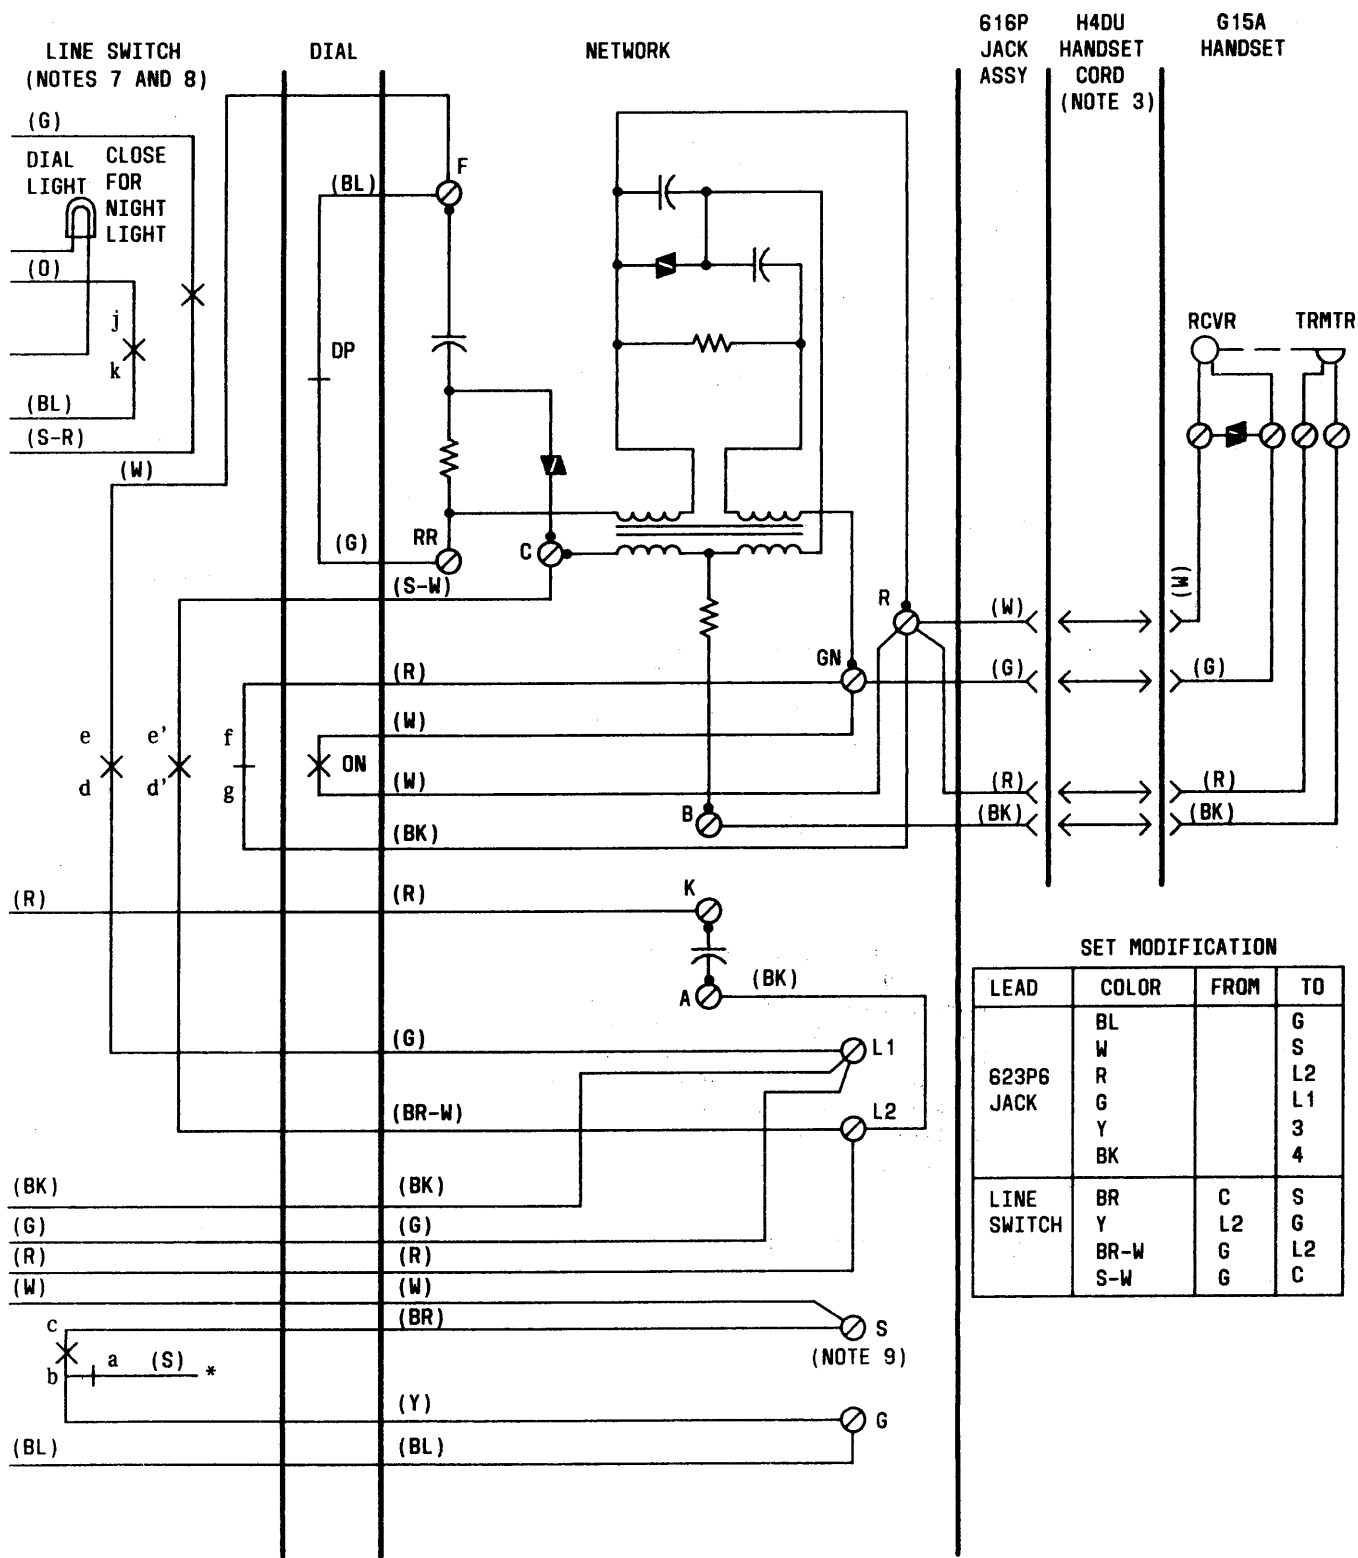 LINE SWITCH
(NOTES 7 AND 8)
DIAL
NETWORK
616P
JACK
ASSY
H4DU
HANDSET
CORD
(NOTE 3)
G15A
HANDSET
(G)
DIAL
LIGHT
CLOSE
FOR
NIGHT
LIGHT
(O)
j
k
(BL)
(S-R)
(W)
(BL)
F
DP
(G)
RR
C
(S-W)
RCVR
TRMTR
(W)
R
(W)
GN
(G)
(G)
(R)
(W)
e
e'
f
ON
d
d'
g
(W)
(R)
(R)
B
(BK)
(BK)
(BK)
(R)
(R)
K
A
(BK)
(G)
L1
(BR-W)
L2
(BK)
(BK)
(G)
(G)
(R)
(R)
(W)
(W)
(BR)
c
S
(NOTE 9)
b
a
(S)
*
(Y)
G
(BL)
(BL)
SET MODIFICATION
LEAD COLOR FROM TO
623P6
JACK
BL G
W S
R L2
G L1
Y 3
BK 4
LINE
SWITCH
BR C S
Y L2 G
BR-W G L2
S-W G C